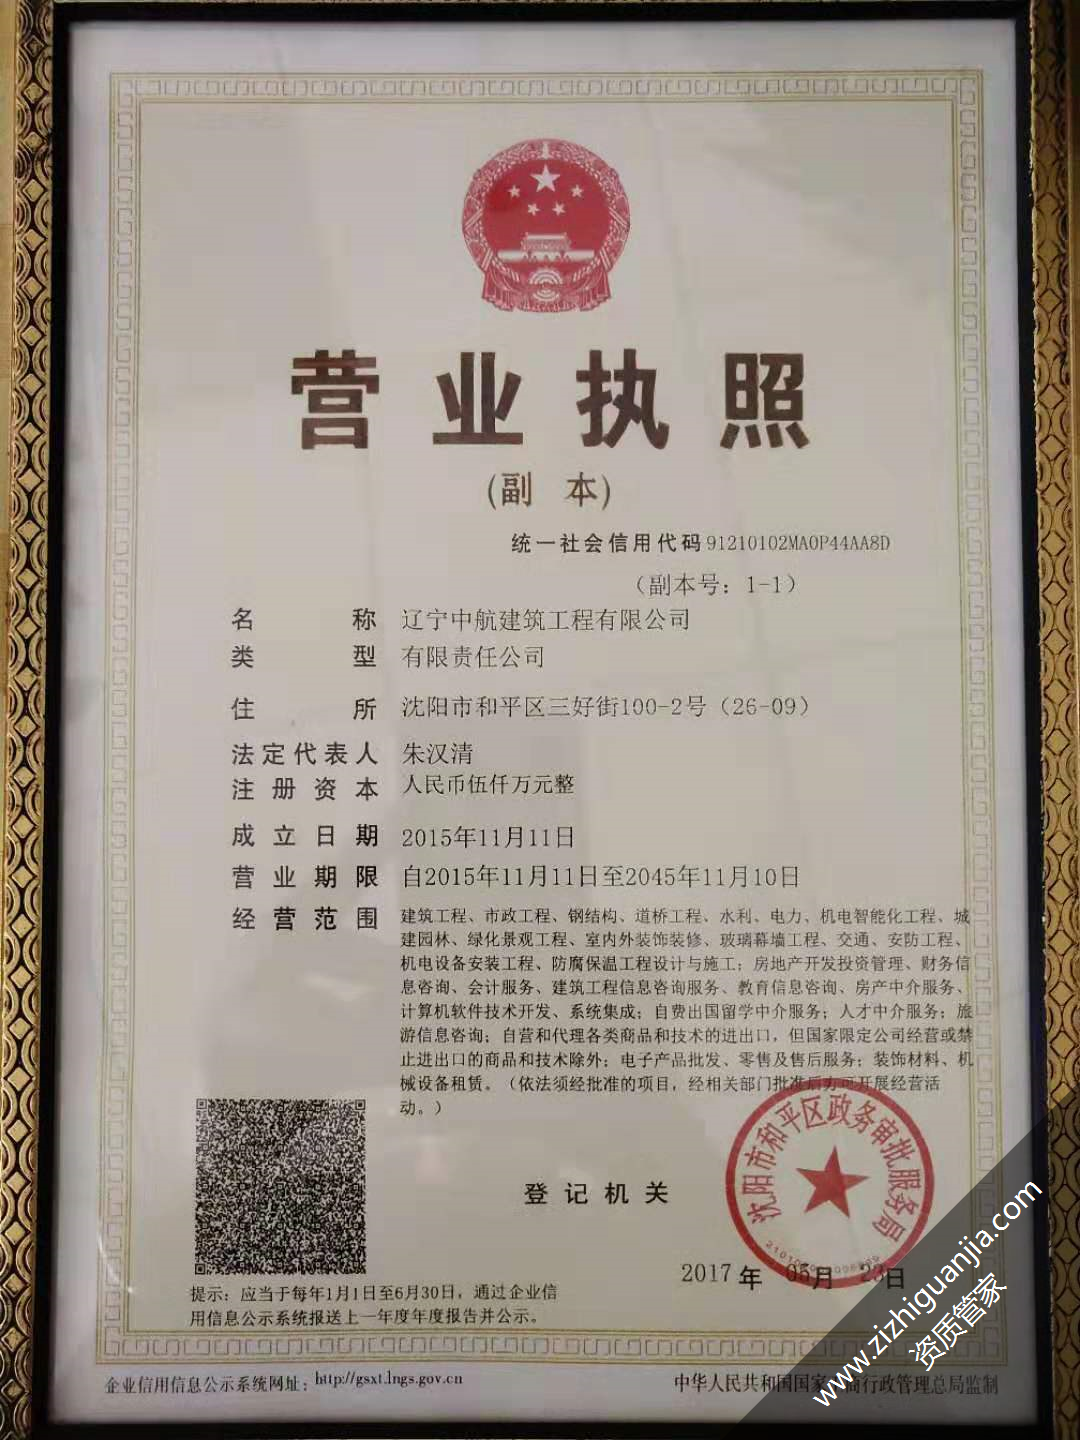 营业执照
(副 本)
统一社会信用代码 91210102MA0P44AA8D
（副本号：1-1）
名 称 辽宁中航建筑工程有限公司
类 型 有限责任公司
住 所 沈阳市和平区三好街100-2号（26-09）
法定代表人 朱汉清
注册资本 人民币伍仟万元整
成立日期 2015年11月11日
营业期限 自2015年11月11日至2045年11月10日
经营范围 建筑工程、市政工程、钢结构、道桥工程、水利、电力、机电智能化工程、城
建园林、绿化景观工程、室内外装饰装修、玻璃幕墙工程、交通、安防工程、
机电设备安装工程、防腐保温工程设计与施工；房地产开发投资管理、财务信
息咨询、会计服务、建筑工程信息咨询服务、教育信息咨询、房产中介服务、
计算机软件技术开发、系统集成；自费出国留学中介服务；人才中介服务；旅
游信息咨询；自营和代理各类商品和技术的进出口，但国家限定公司经营或禁
止进出口的商品和技术除外；电子产品批发、零售及售后服务；装饰材料、机
械设备租赁。（依法须经批准的项目，经相关部门批准后方可开展经营活
动。）
沈阳市和平区政务审批服务局
登记机关
2017年 08月 23日
提示：应当于每年1月1日至6月30日，通过企业信
用信息公示系统报送上一年度年度报告并公示。
企业信用信息公示系统网址：http://gsxt.lngs.gov.cn
中华人民共和国国家 商行政管理总局监制
www.zizhiguanjia.com
资质管家